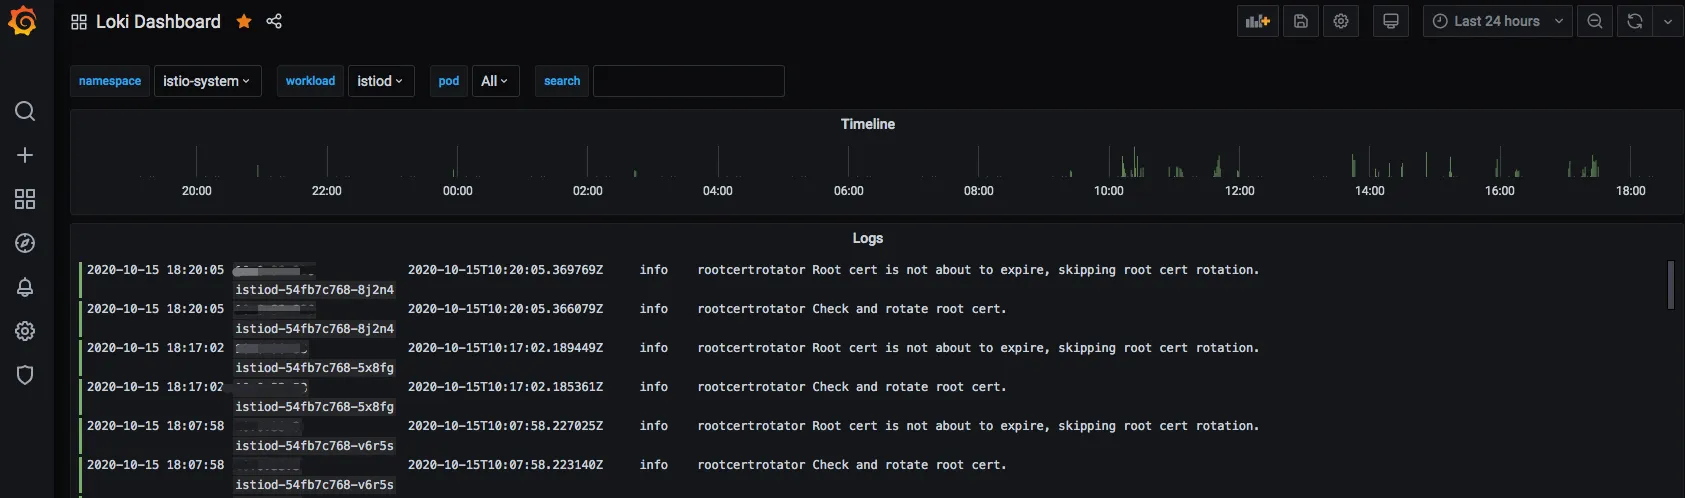 Loki Dashboard
Last 24 hours
namespace istio-system workload istiod pod All search
Timeline
20:00 22:00 00:00 02:00 04:00 06:00 08:00 10:00 12:00 14:00 16:00 18:00
Logs
2020-10-15 18:20:05 2020-10-15T10:20:05.369769Z info rootcertrotator Root cert is not about to expire, skipping root cert rotation.
istiod-54fb7c768-8j2n4
2020-10-15 18:20:05 2020-10-15T10:20:05.366079Z info rootcertrotator Check and rotate root cert.
istiod-54fb7c768-8j2n4
2020-10-15 18:17:02 2020-10-15T10:17:02.189449Z info rootcertrotator Root cert is not about to expire, skipping root cert rotation.
istiod-54fb7c768-5x8fg
2020-10-15 18:17:02 2020-10-15T10:17:02.185361Z info rootcertrotator Check and rotate root cert.
istiod-54fb7c768-5x8fg
2020-10-15 18:07:58 2020-10-15T10:07:58.227025Z info rootcertrotator Root cert is not about to expire, skipping root cert rotation.
istiod-54fb7c768-v6r5s
2020-10-15 18:07:58 2020-10-15T10:07:58.223140Z info rootcertrotator Check and rotate root cert.
istiod-54fb7c768-v6r5s